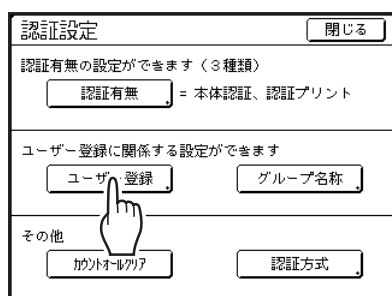 認証設定 閉じる
認証有無の設定ができます（3種類）
認証有無 = 本体認証、認証プリント
ユーザー登録に関係する設定ができます
ユーザー登録 グループ名称
その他
ｶｳﾝﾄｵｰﾙｸﾘｱ 認証方式